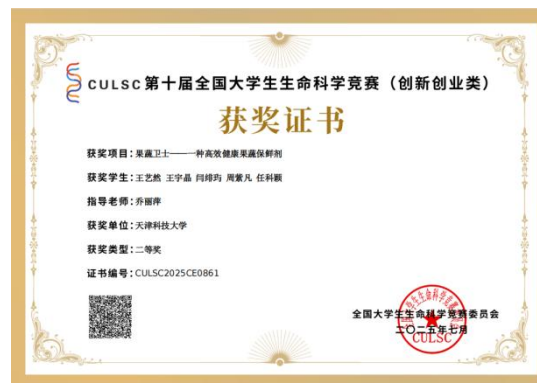 CULSC第十届全国大学生生命科学竞赛（创新创业类）
获奖证书
获奖项目：果蔬卫士——一种高效健康果蔬保鲜剂
获奖学生：王艺然 王宇晶 闫绯玙 周紫凡 任科颖
指导老师：乔丽萍
获奖单位：天津科技大学
获奖类型：二等奖
证书编号：CULSC2025CE0861
全国大学生生命科学竞赛委员会
二〇二五年七月
CULSC